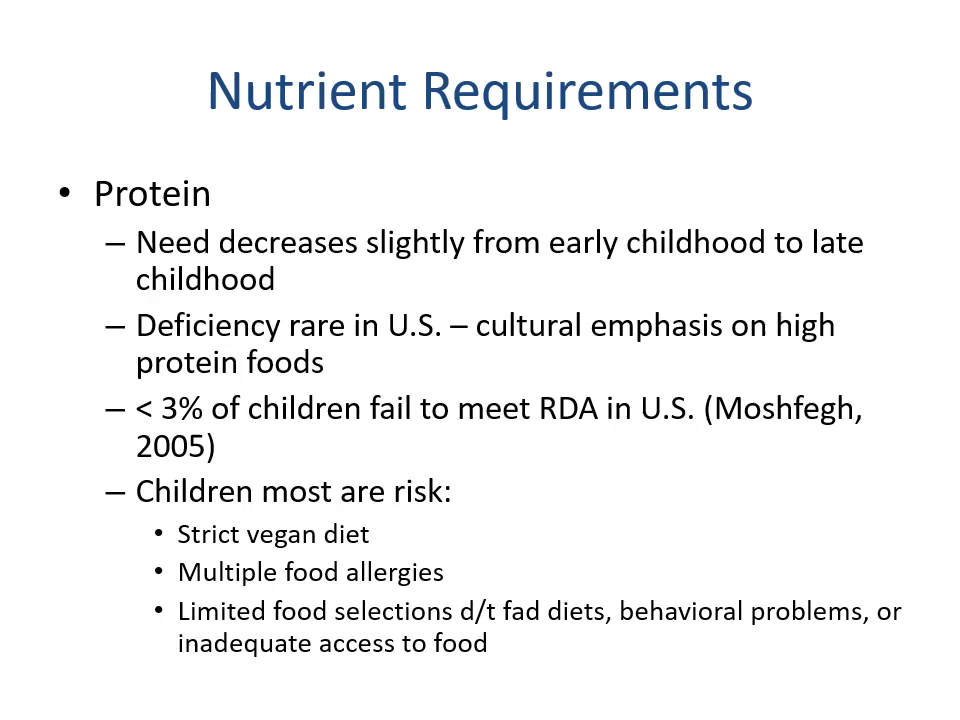 Nutrient Requirements
• Protein
– Need decreases slightly from early childhood to late
childhood
– Deficiency rare in U.S. – cultural emphasis on high
protein foods
– < 3% of children fail to meet RDA in U.S. (Moshfegh,
2005)
– Children most are risk:
• Strict vegan diet
• Multiple food allergies
• Limited food selections d/t fad diets, behavioral problems, or
inadequate access to food